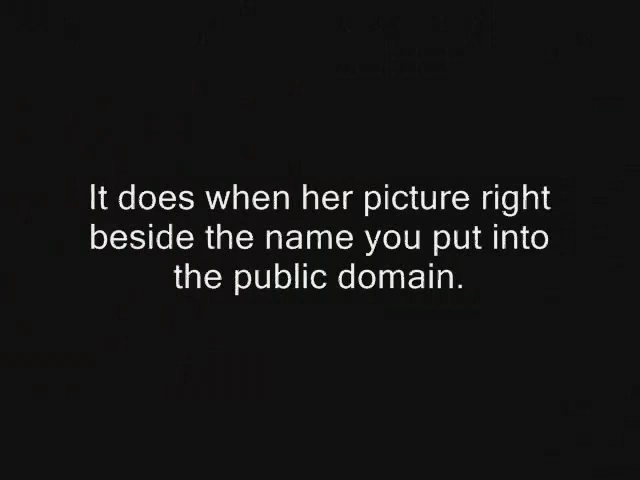 It does when her picture right
beside the name you put into
the public domain.